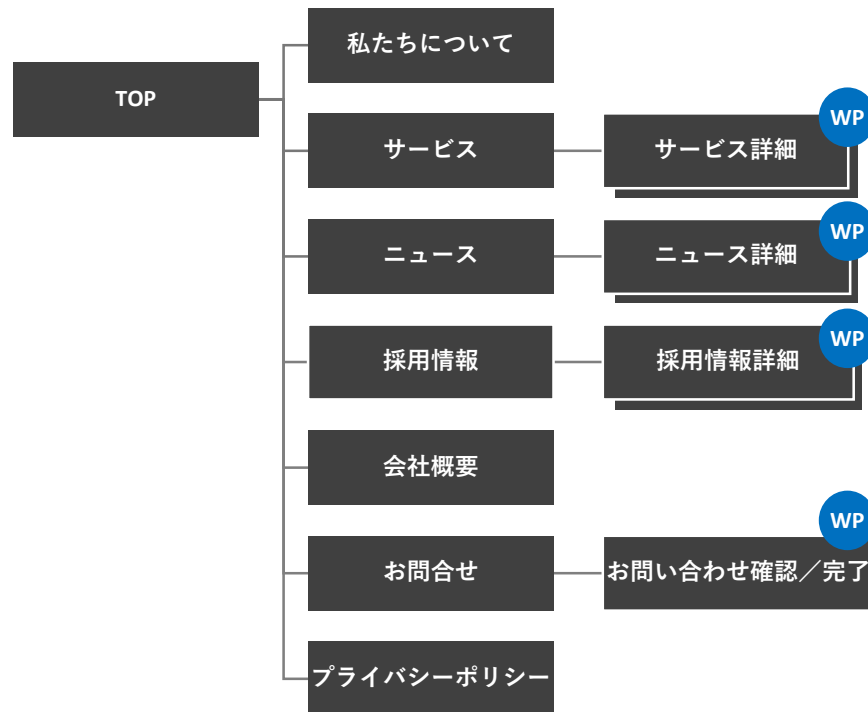 TOP
私たちについて
サービス
サービス詳細
WP
ニュース
ニュース詳細
WP
採用情報
採用情報詳細
WP
会社概要
お問合せ
お問い合わせ確認／完了
WP
プライバシーポリシー